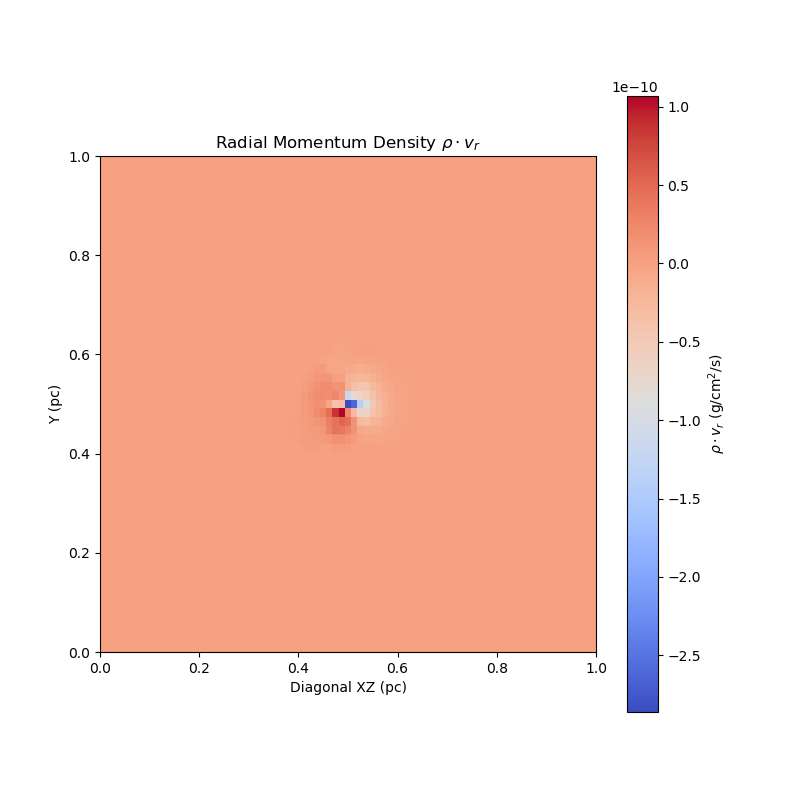 Radial Momentum Density ρ · v_r
1e−10
1.0
0.5
0.0
−0.5
−1.0
−1.5
−2.0
−2.5
ρ · v_r (g/cm²/s)
1.0
0.8
0.6
0.4
0.2
0.0
Y (pc)
0.0 0.2 0.4 0.6 0.8 1.0
Diagonal XZ (pc)